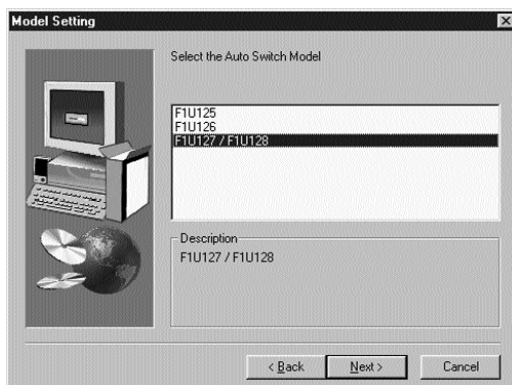 Model Setting
Select the Auto Switch Model
F1U125
F1U126
F1U127 / F1U128
Description
F1U127 / F1U128
< Back
Next >
Cancel